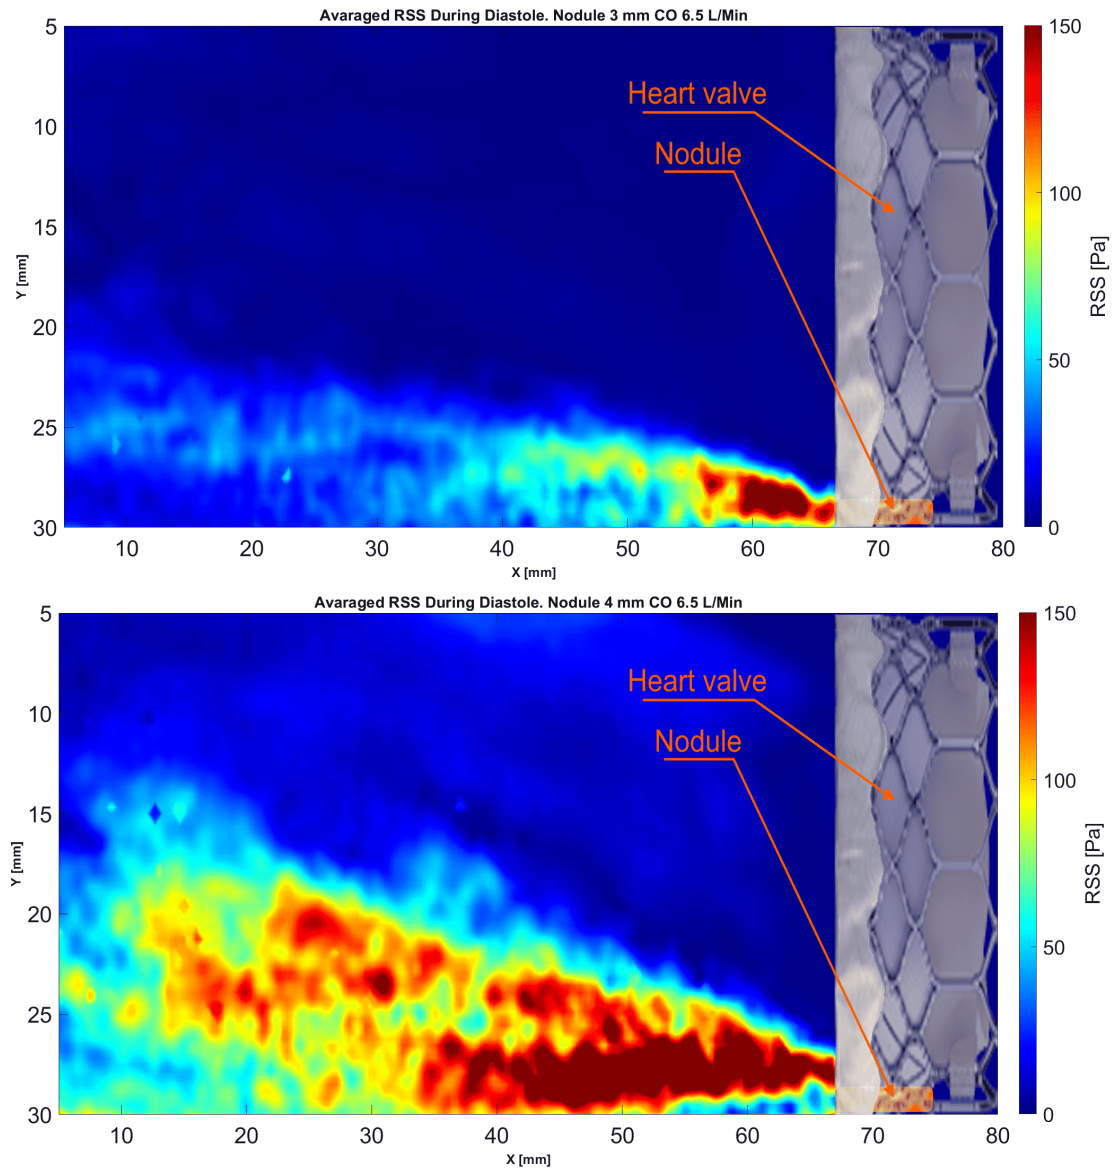 Avaraged RSS During Diastole. Nodule 3 mm CO 6.5 L/Min
5
10
15
20
25
30
Y [mm]
10 20 30 40 50 60 70 80
X [mm]
Heart valve
Nodule
150
100
50
0
RSS [Pa]
Avaraged RSS During Diastole. Nodule 4 mm CO 6.5 L/Min
5
10
15
20
25
30
Y [mm]
10 20 30 40 50 60 70 80
X [mm]
Heart valve
Nodule
150
100
50
0
RSS [Pa]